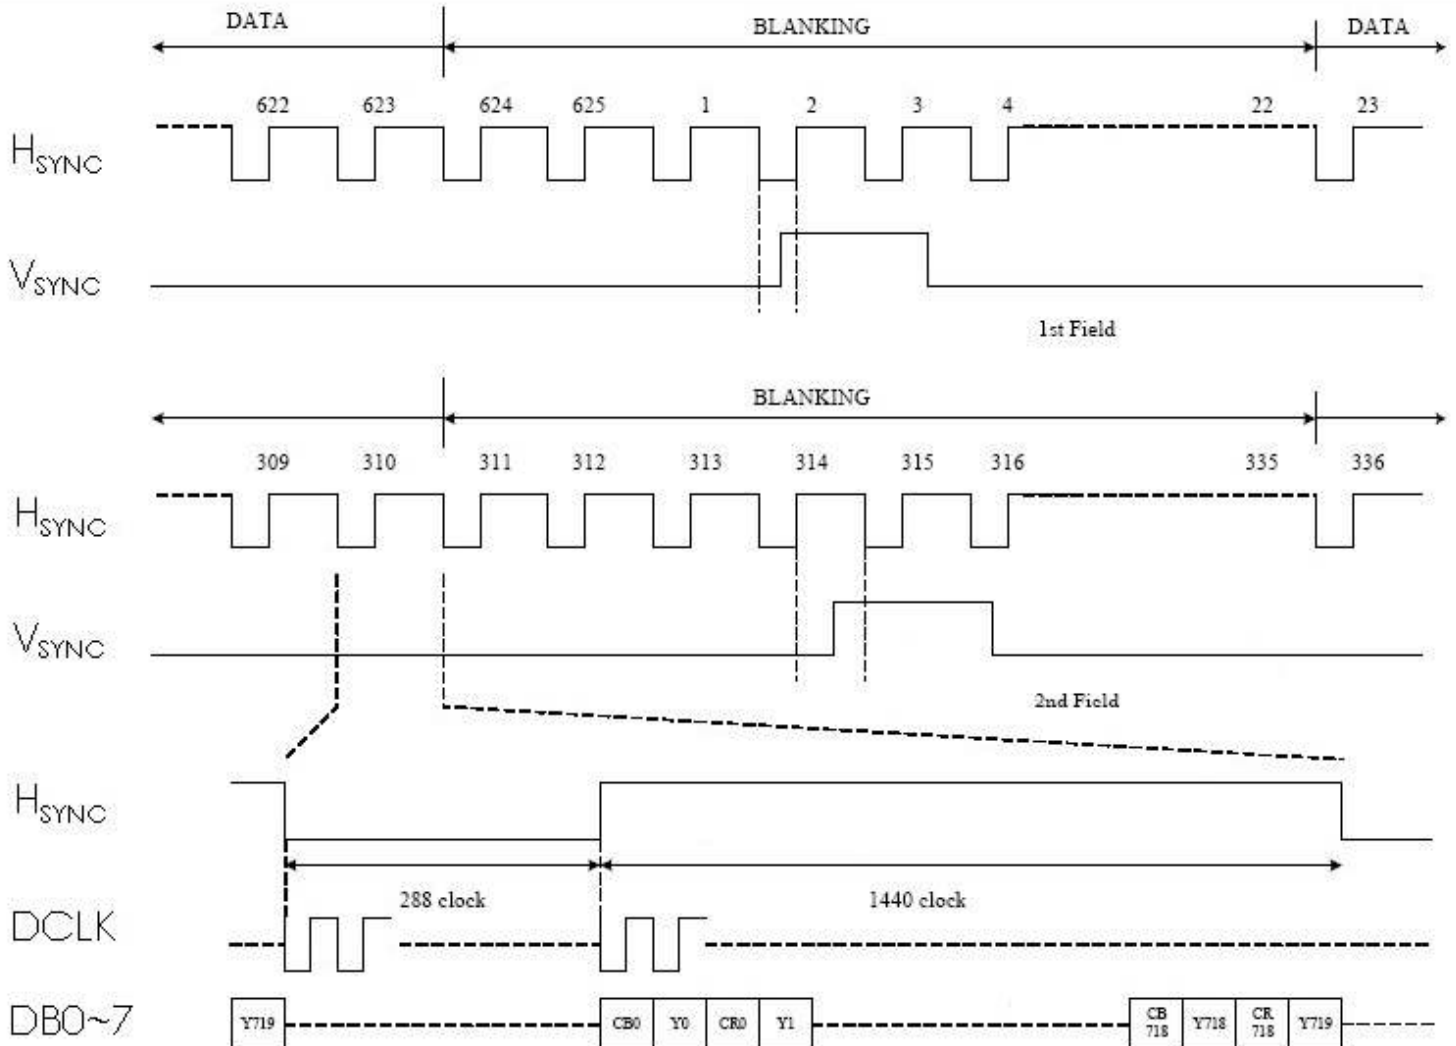 DATA BLANKING DATA
622 623 624 625 1 2 3 4 22 23
HSYNC
VSYNC
1st Field
BLANKING
309 310 311 312 313 314 315 316 335 336
HSYNC
VSYNC
2nd Field
HSYNC
288 clock 1440 clock
DCLK
DB0~7 Y719 CB0 Y0 CR0 Y1 CB 718 Y718 CR 718 Y719